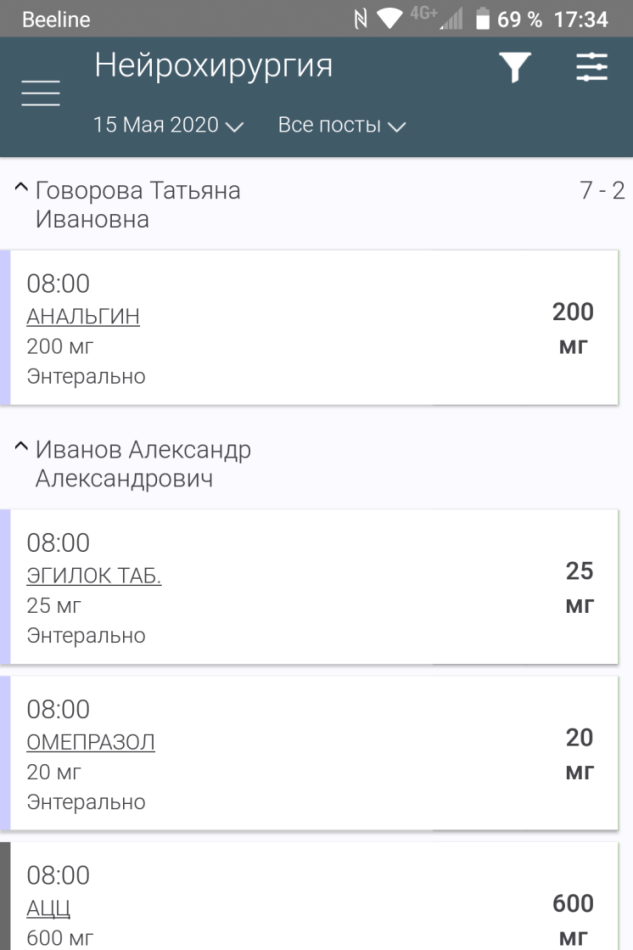 Beeline 4G+ 69 % 17:34
Нейрохирургия
15 Мая 2020 Все посты
Говорова Татьяна 7 - 2
Ивановна
08:00
АНАЛЬГИН 200
200 мг мг
Энтерально
Иванов Александр
Александрович
08:00
ЭГИЛОК ТАБ. 25
25 мг мг
Энтерально
08:00
ОМЕПРАЗОЛ 20
20 мг мг
Энтерально
08:00
АЦЦ 600
600 мг мг